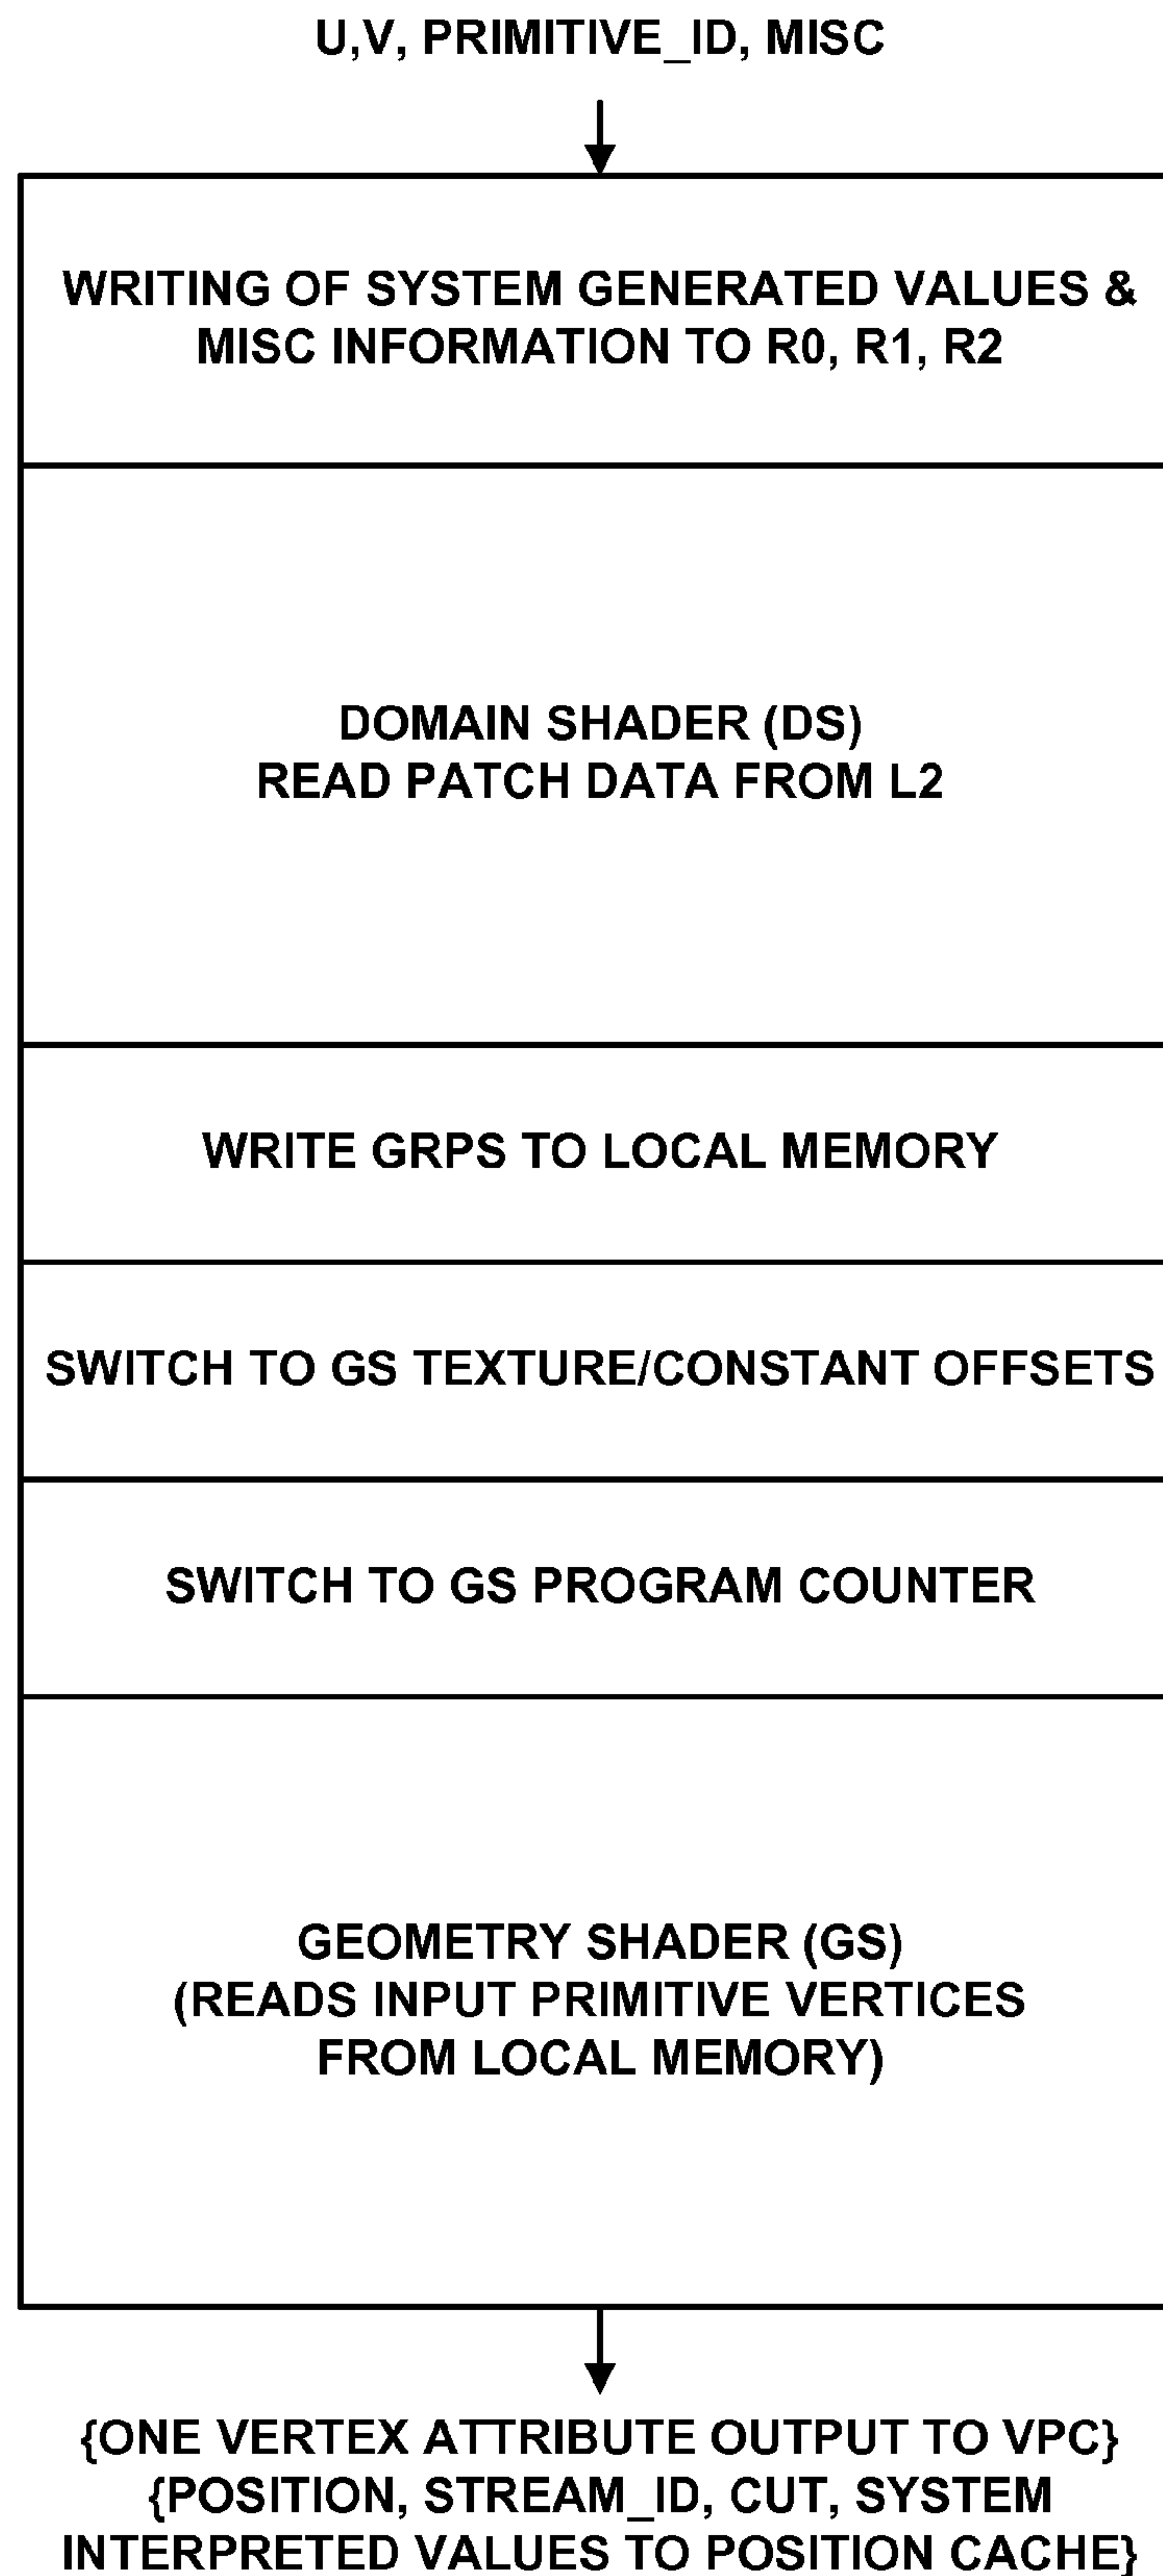 U,V, PRIMITIVE_ID, MISC
WRITING OF SYSTEM GENERATED VALUES &
MISC INFORMATION TO R0, R1, R2
DOMAIN SHADER (DS)
READ PATCH DATA FROM L2
WRITE GRPS TO LOCAL MEMORY
SWITCH TO GS TEXTURE/CONSTANT OFFSETS
SWITCH TO GS PROGRAM COUNTER
GEOMETRY SHADER (GS)
(READS INPUT PRIMITIVE VERTICES
FROM LOCAL MEMORY)
{ONE VERTEX ATTRIBUTE OUTPUT TO VPC}
{POSITION, STREAM_ID, CUT, SYSTEM
INTERPRETED VALUES TO POSITION CACHE}